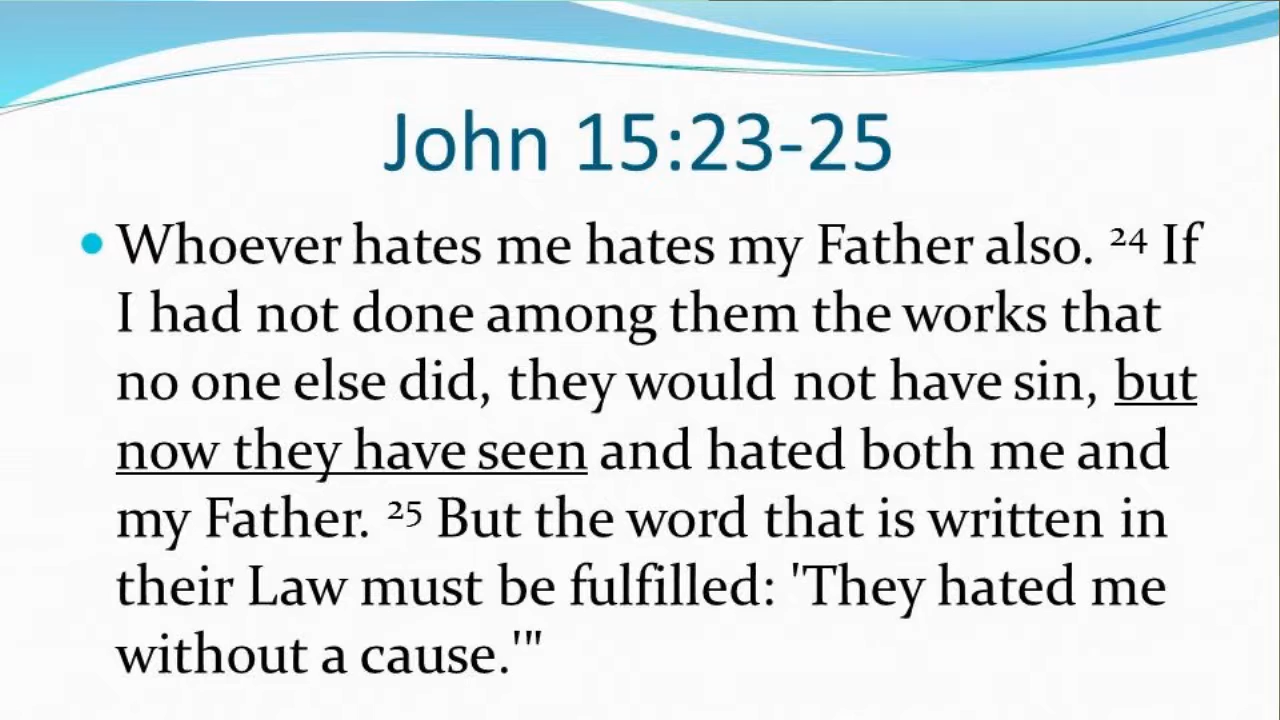 John 15:23-25
• Whoever hates me hates my Father also. ²⁴ If
I had not done among them the works that
no one else did, they would not have sin, but
now they have seen and hated both me and
my Father. ²⁵ But the word that is written in
their Law must be fulfilled: 'They hated me
without a cause.'"